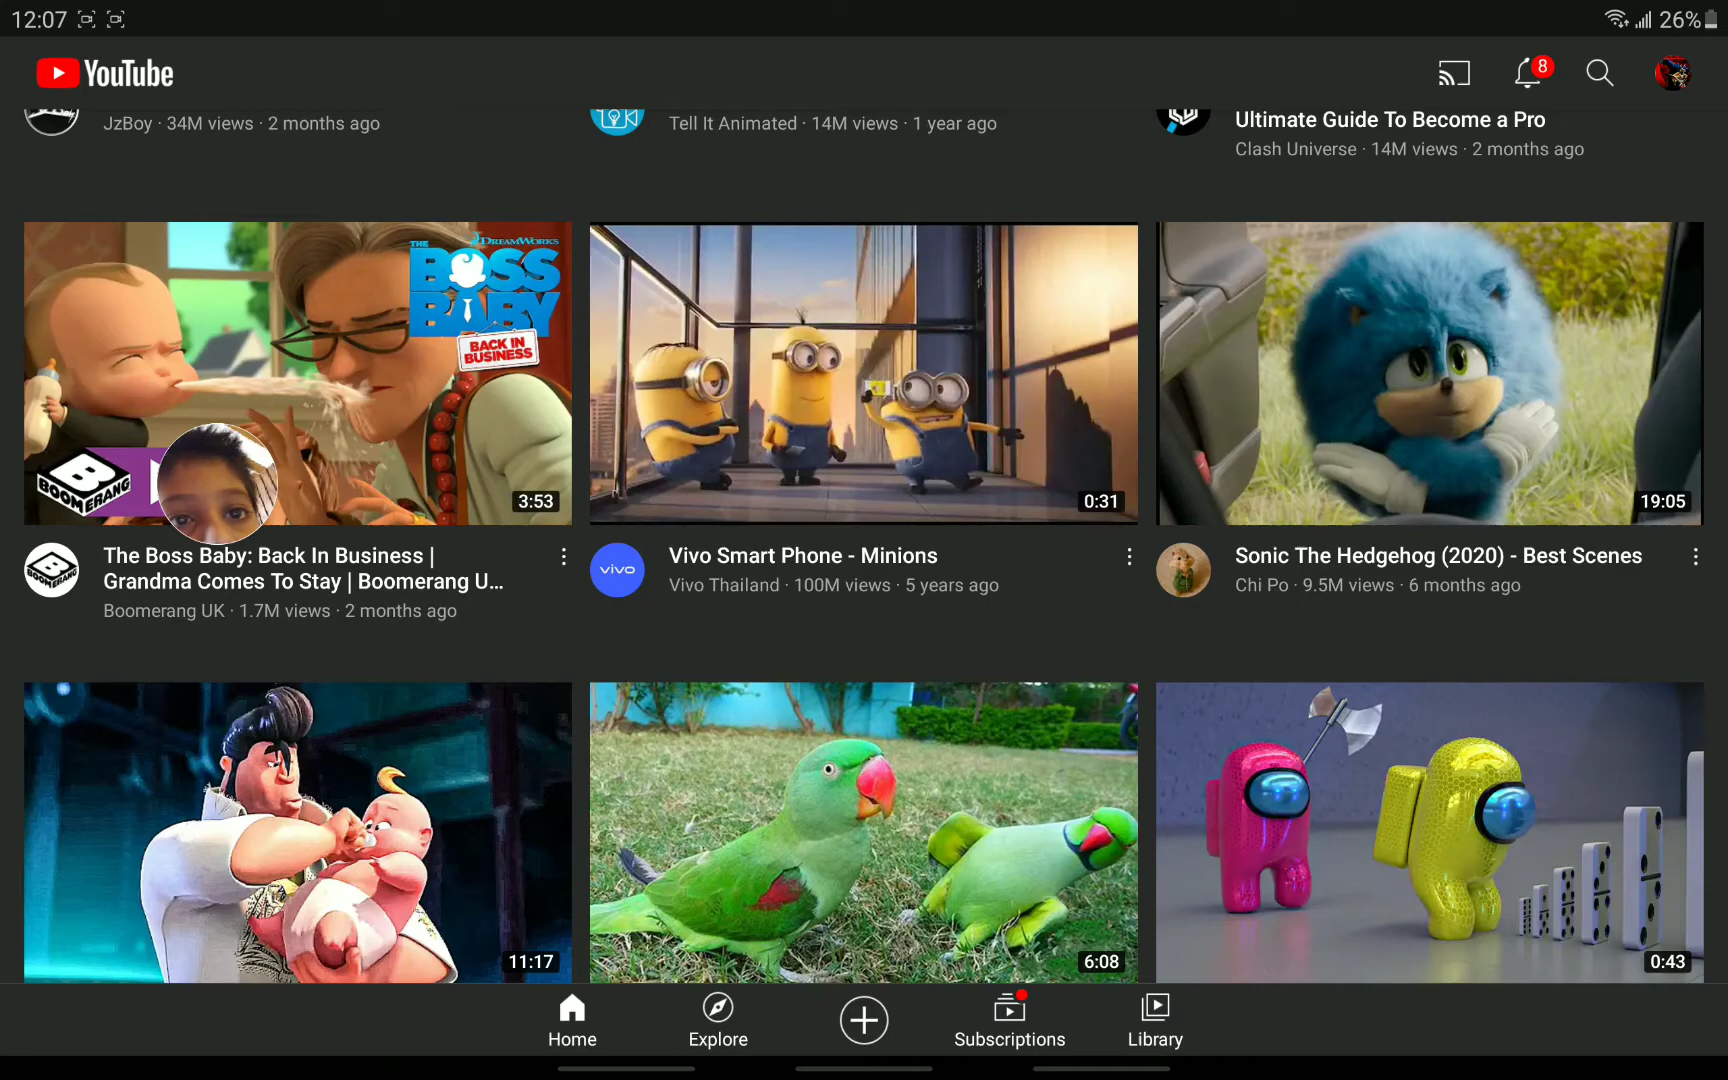 12:07
26%
YouTube
8
JzBoy · 34M views · 2 months ago
Tell It Animated · 14M views · 1 year ago
Ultimate Guide To Become a Pro
Clash Universe · 14M views · 2 months ago
DREAMWORKS
THE
BOSS
BABY
BACK IN
BUSINESS
BOOMERANG
3:53
0:31
19:05
The Boss Baby: Back In Business |
Grandma Comes To Stay | Boomerang U...
Boomerang UK · 1.7M views · 2 months ago
vivo
Vivo Smart Phone - Minions
Vivo Thailand · 100M views · 5 years ago
Sonic The Hedgehog (2020) - Best Scenes
Chi Po · 9.5M views · 6 months ago
BOOMERANG
11:17
6:08
0:43
Home
Explore
Subscriptions
Library